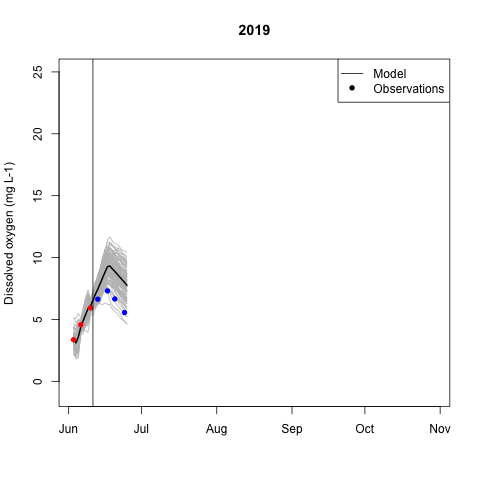 2019
Model
Observations
Dissolved oxygen (mg L-1)
25
20
15
10
5
0
Jun Jul Aug Sep Oct Nov